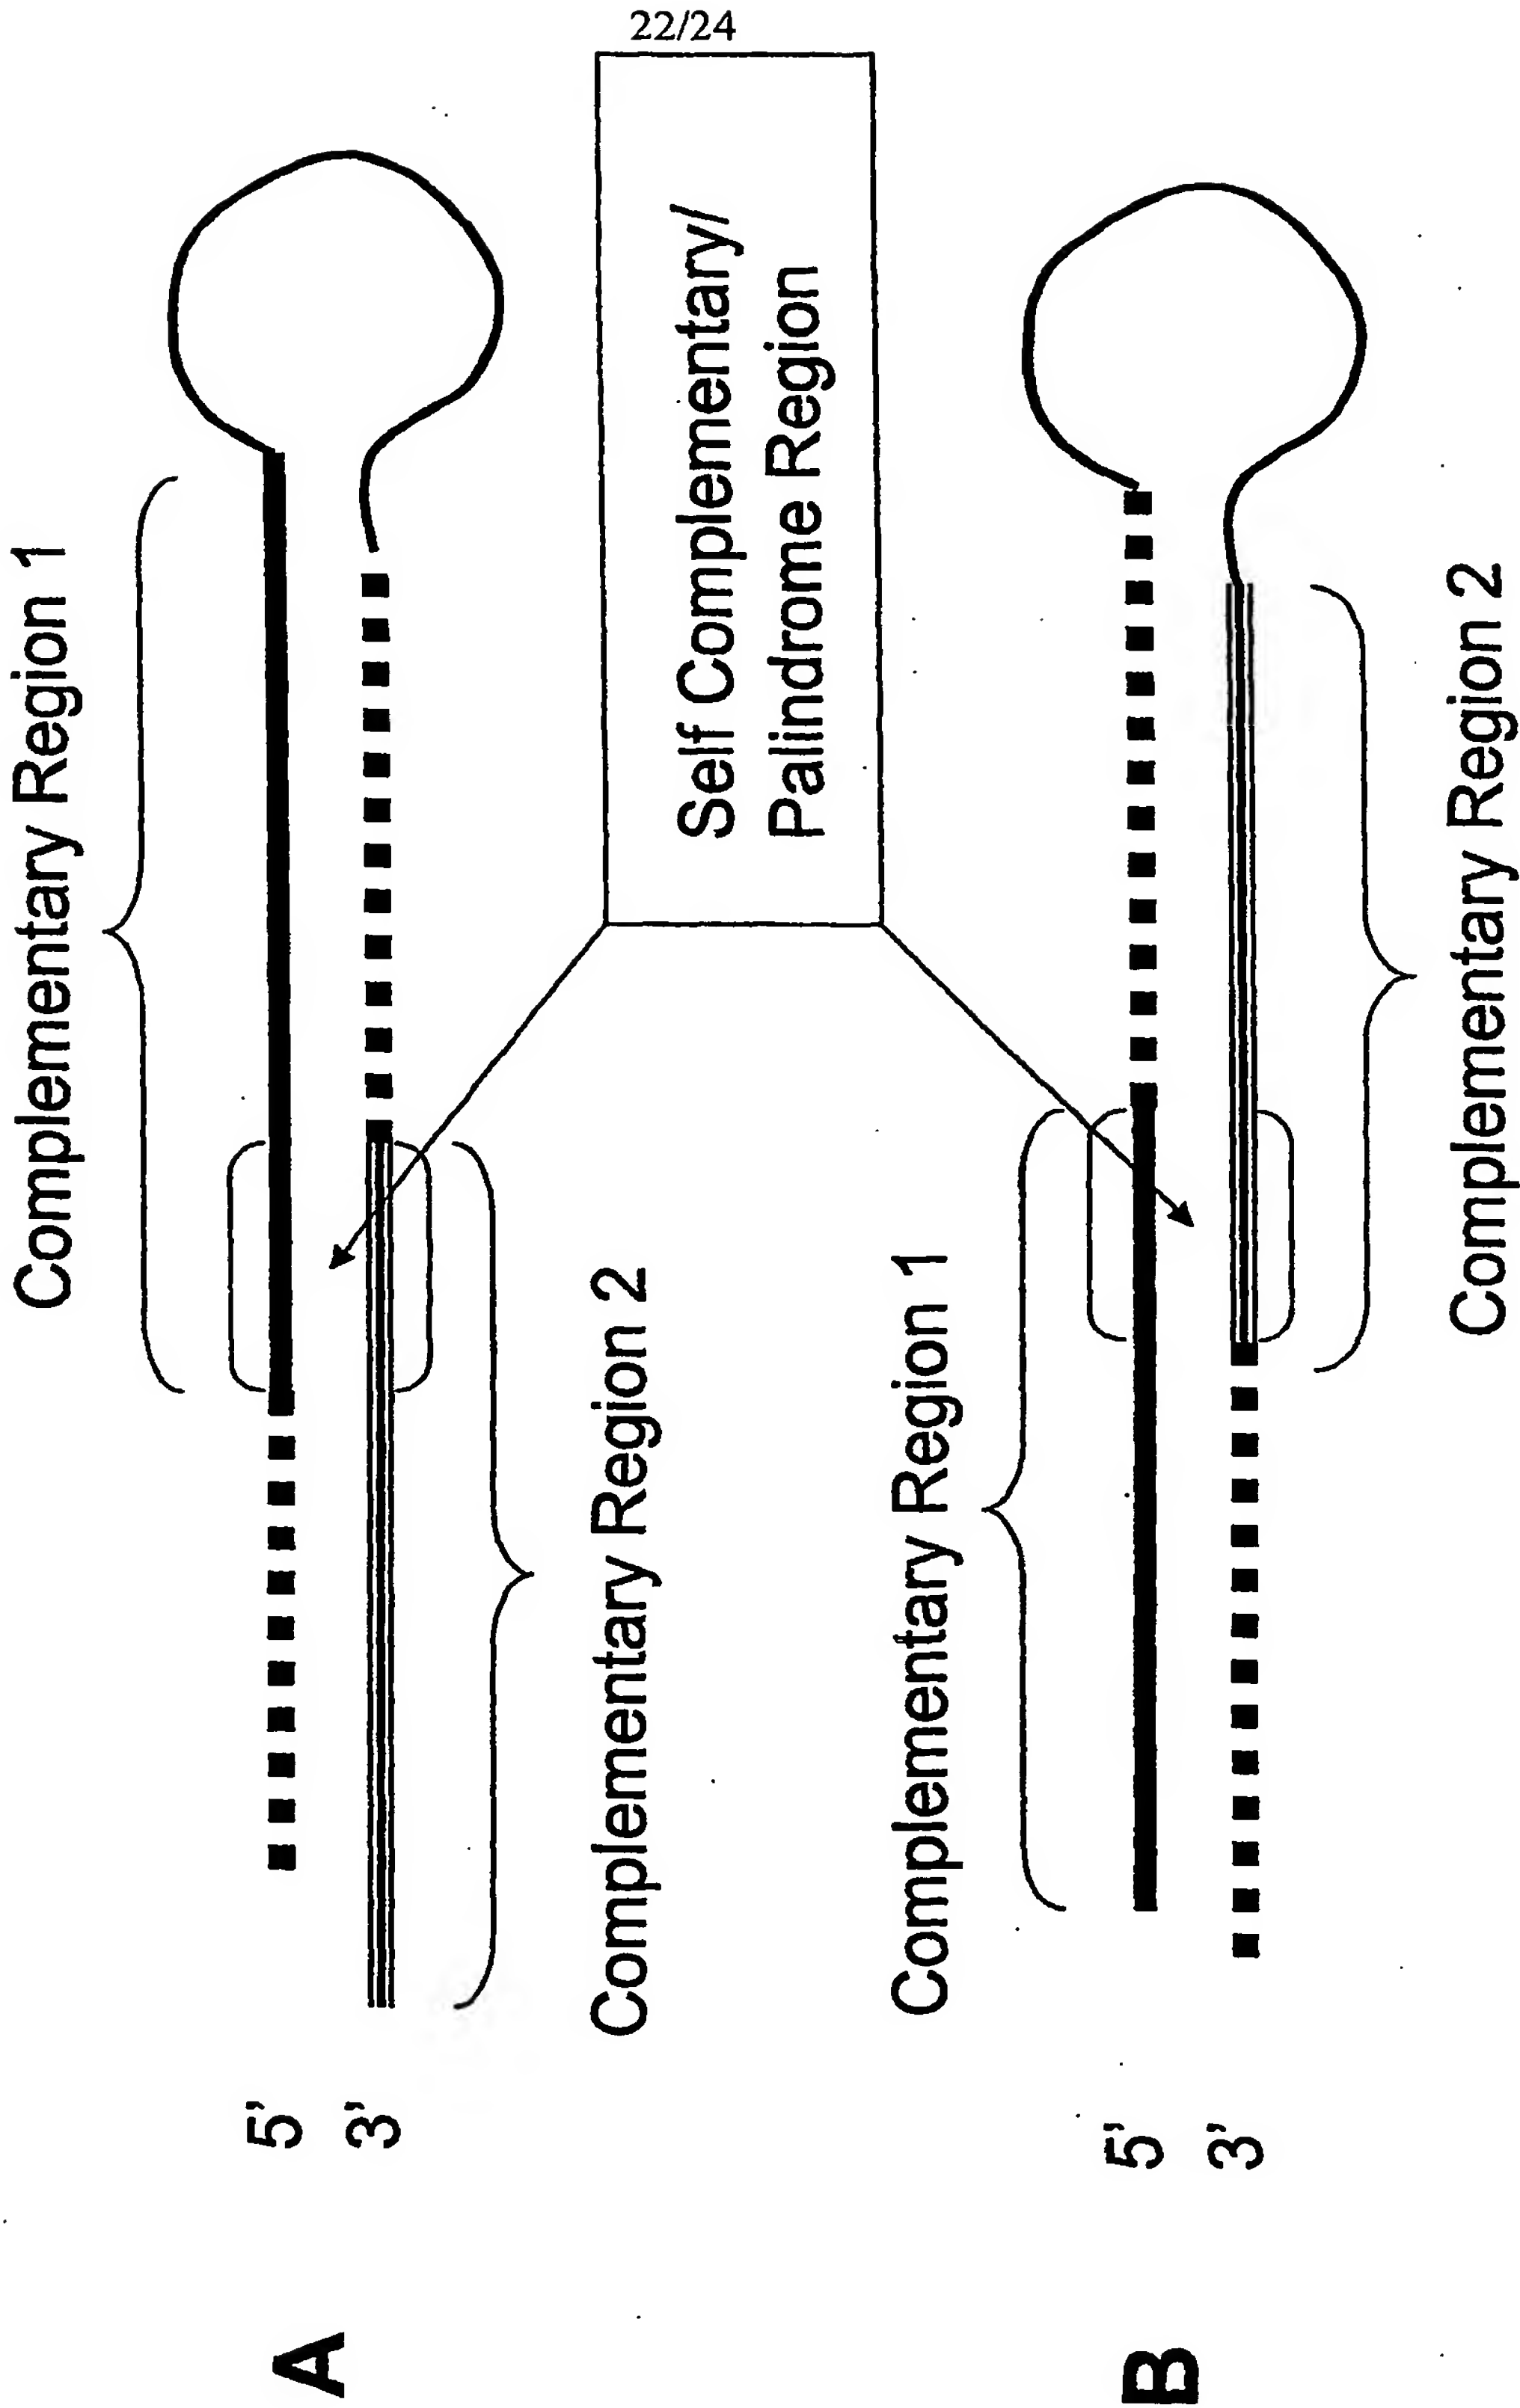 22/24
A
Complementary Region 1
5'
3'
Complementary Region 2
Self Complementary/
Palindrome Region
B
Complementary Region 1
5'
3'
Complementary Region 2